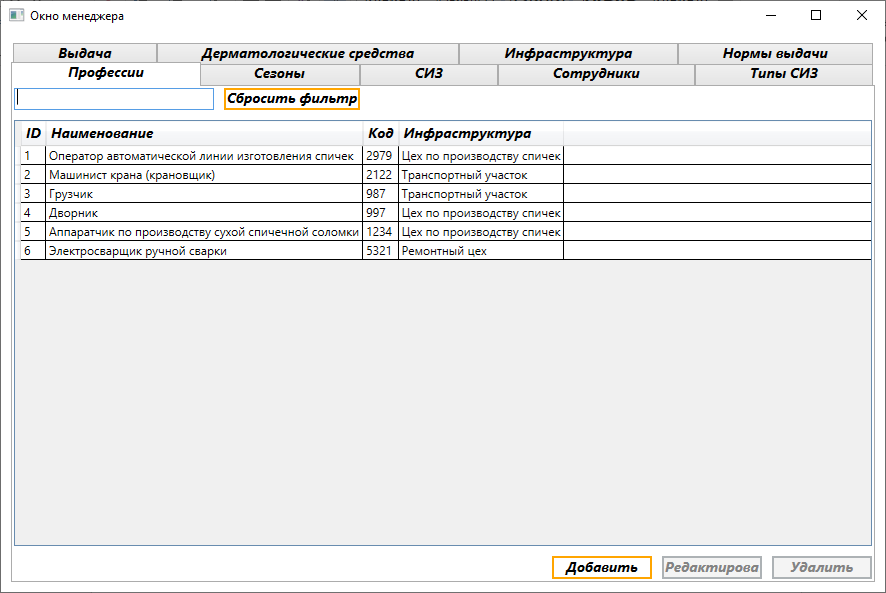 Окно менеджера
Выдача Дерматологические средства Инфраструктура Нормы выдачи
Профессии Сезоны СИЗ Сотрудники Типы СИЗ
Сбросить фильтр
ID Наименование Код Инфраструктура
1 Оператор автоматической линии изготовления спичек 2979 Цех по производству спичек
2 Машинист крана (крановщик) 2122 Транспортный участок
3 Грузчик 987 Транспортный участок
4 Дворник 997 Цех по производству спичек
5 Аппаратчик по производству сухой спичечной соломки 1234 Цех по производству спичек
6 Электросварщик ручной сварки 5321 Ремонтный цех
Добавить Редактирова Удалить